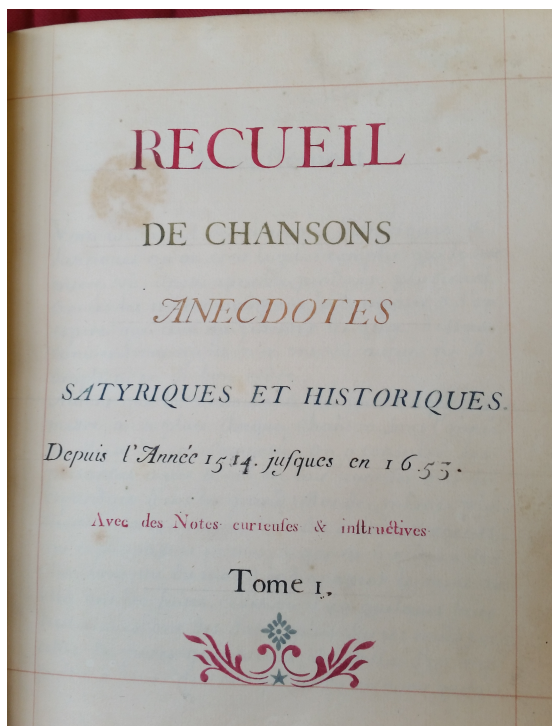 RECUEIL
DE CHANSONS
ANECDOTES
SATYRIQUES ET HISTORIQUES.
Depuis l'Année 1514. juſques en 1653.
Avec des Notes curieuſes & inſtructives
Tome 1.